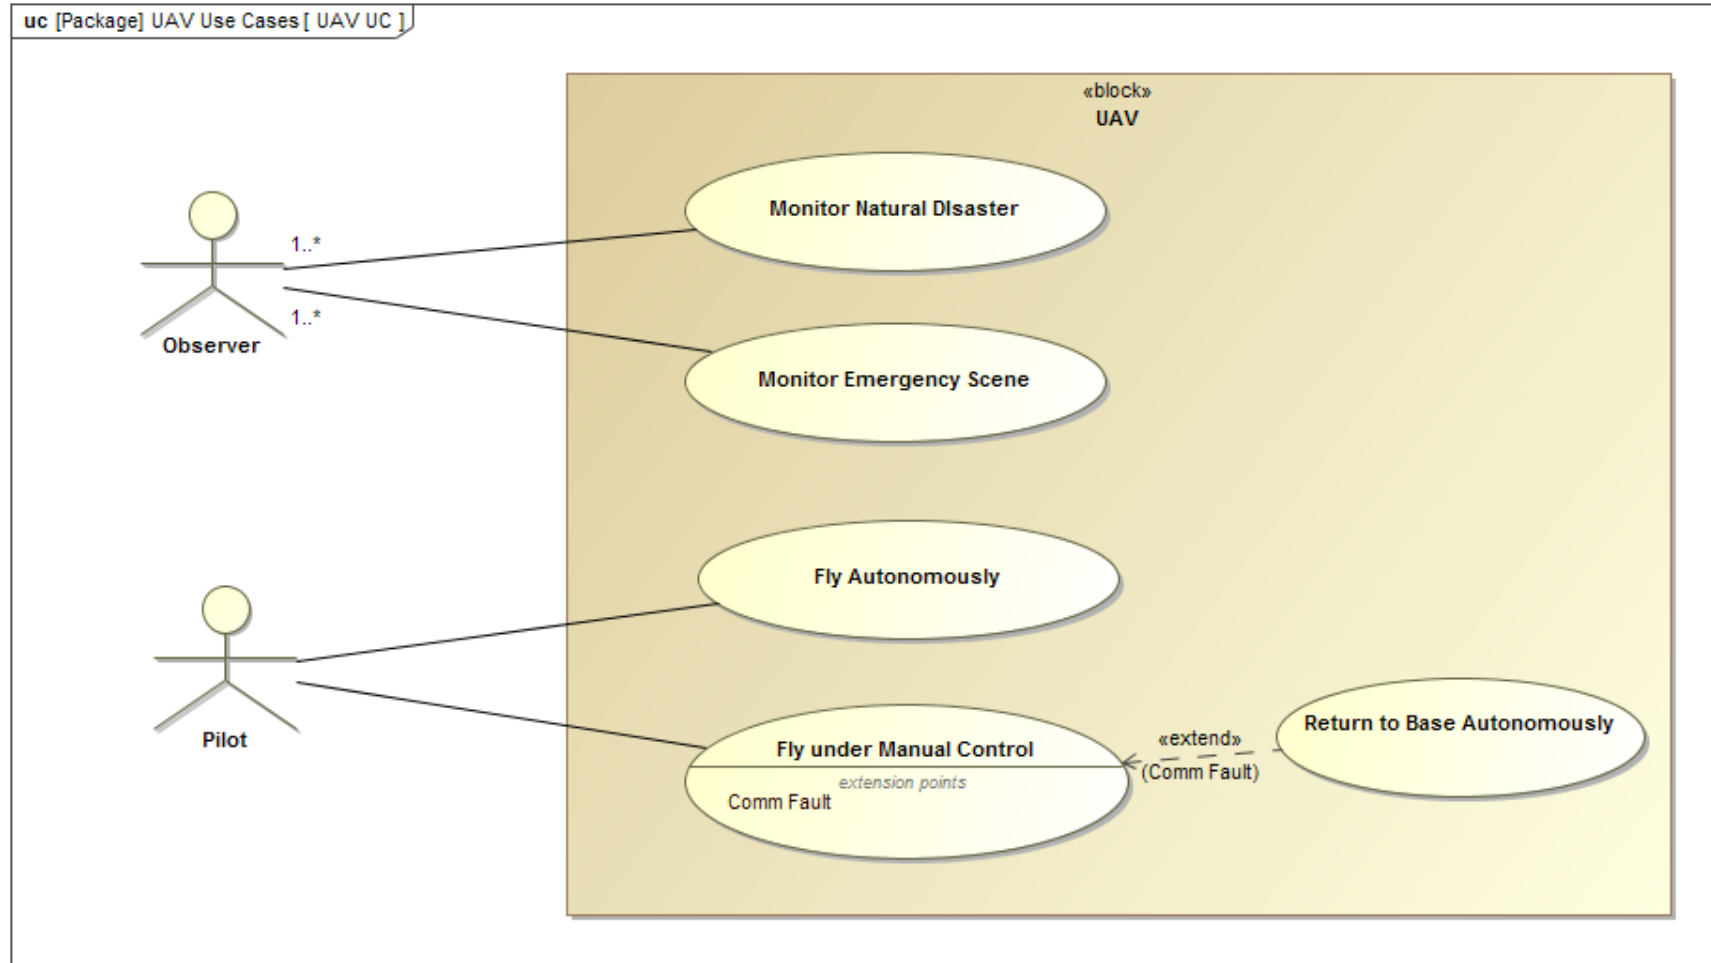 uc [Package] UAV Use Cases [ UAV UC ]
«block»
UAV
Monitor Natural DIsaster
1..*
1..*
Observer
Monitor Emergency Scene
Fly Autonomously
Pilot
Fly under Manual Control
extension points
Comm Fault
«extend»
(Comm Fault)
Return to Base Autonomously